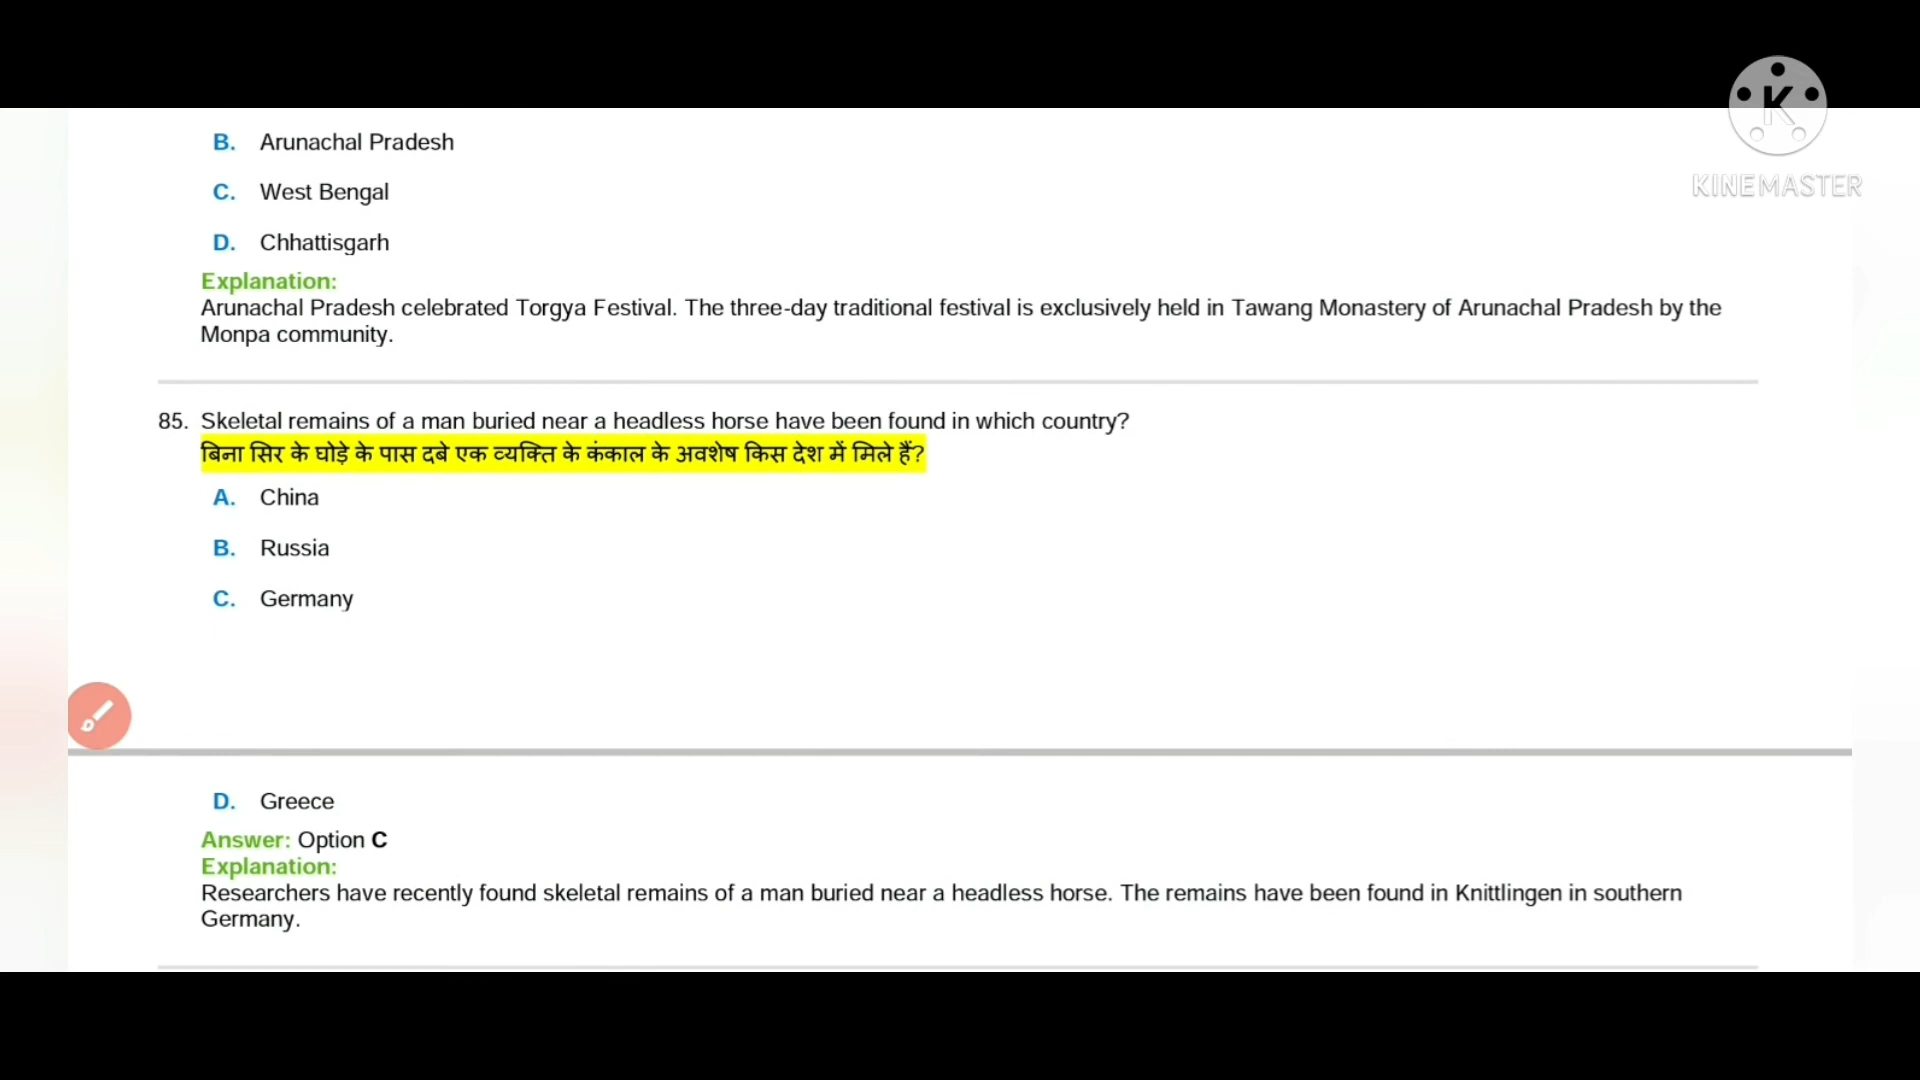 K
KINEMASTER
B. Arunachal Pradesh
C. West Bengal
D. Chhattisgarh
Explanation:
Arunachal Pradesh celebrated Torgya Festival. The three-day traditional festival is exclusively held in Tawang Monastery of Arunachal Pradesh by the
Monpa community.
85. Skeletal remains of a man buried near a headless horse have been found in which country?
बिना सिर के घोड़े के पास दबे एक व्यक्ति के कंकाल के अवशेष किस देश में मिले हैं?
A. China
B. Russia
C. Germany
D. Greece
Answer: Option C
Explanation:
Researchers have recently found skeletal remains of a man buried near a headless horse. The remains have been found in Knittlingen in southern
Germany.